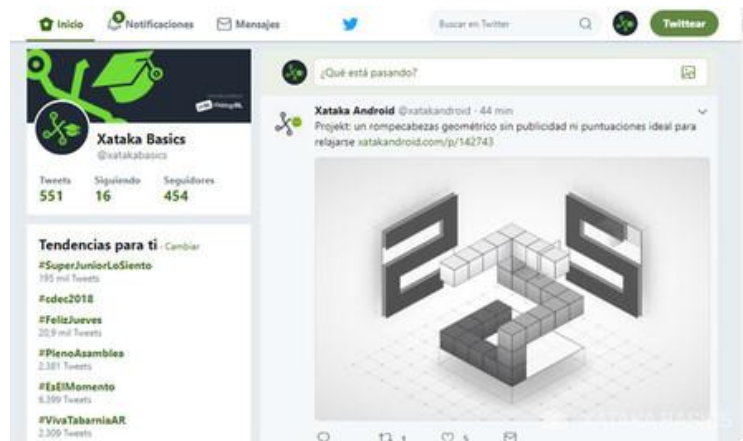 Inicio Notificaciones Mensajes Buscar en Twitter Twittear
Xataka Basics
@xatakabasics
Tweets Siguiendo Seguidores
551 16 454
Tendencias para ti · Cambiar
#SuperJuniorLoSiento
195 mil Tweets
#cdec2018
#FelizJueves
20,9 mil Tweets
#PlenoAsamblea
2.381 Tweets
#EsElMomento
6.399 Tweets
#VivaTabarniaAR
2.309 Tweets
¿Qué está pasando?
Xataka Android @xatakandroid · 44 min
Projekt: un rompecabezas geométrico sin publicidad ni puntuaciones ideal para
relajarse xatakandroid.com/p/142743
XATAKA BASICS